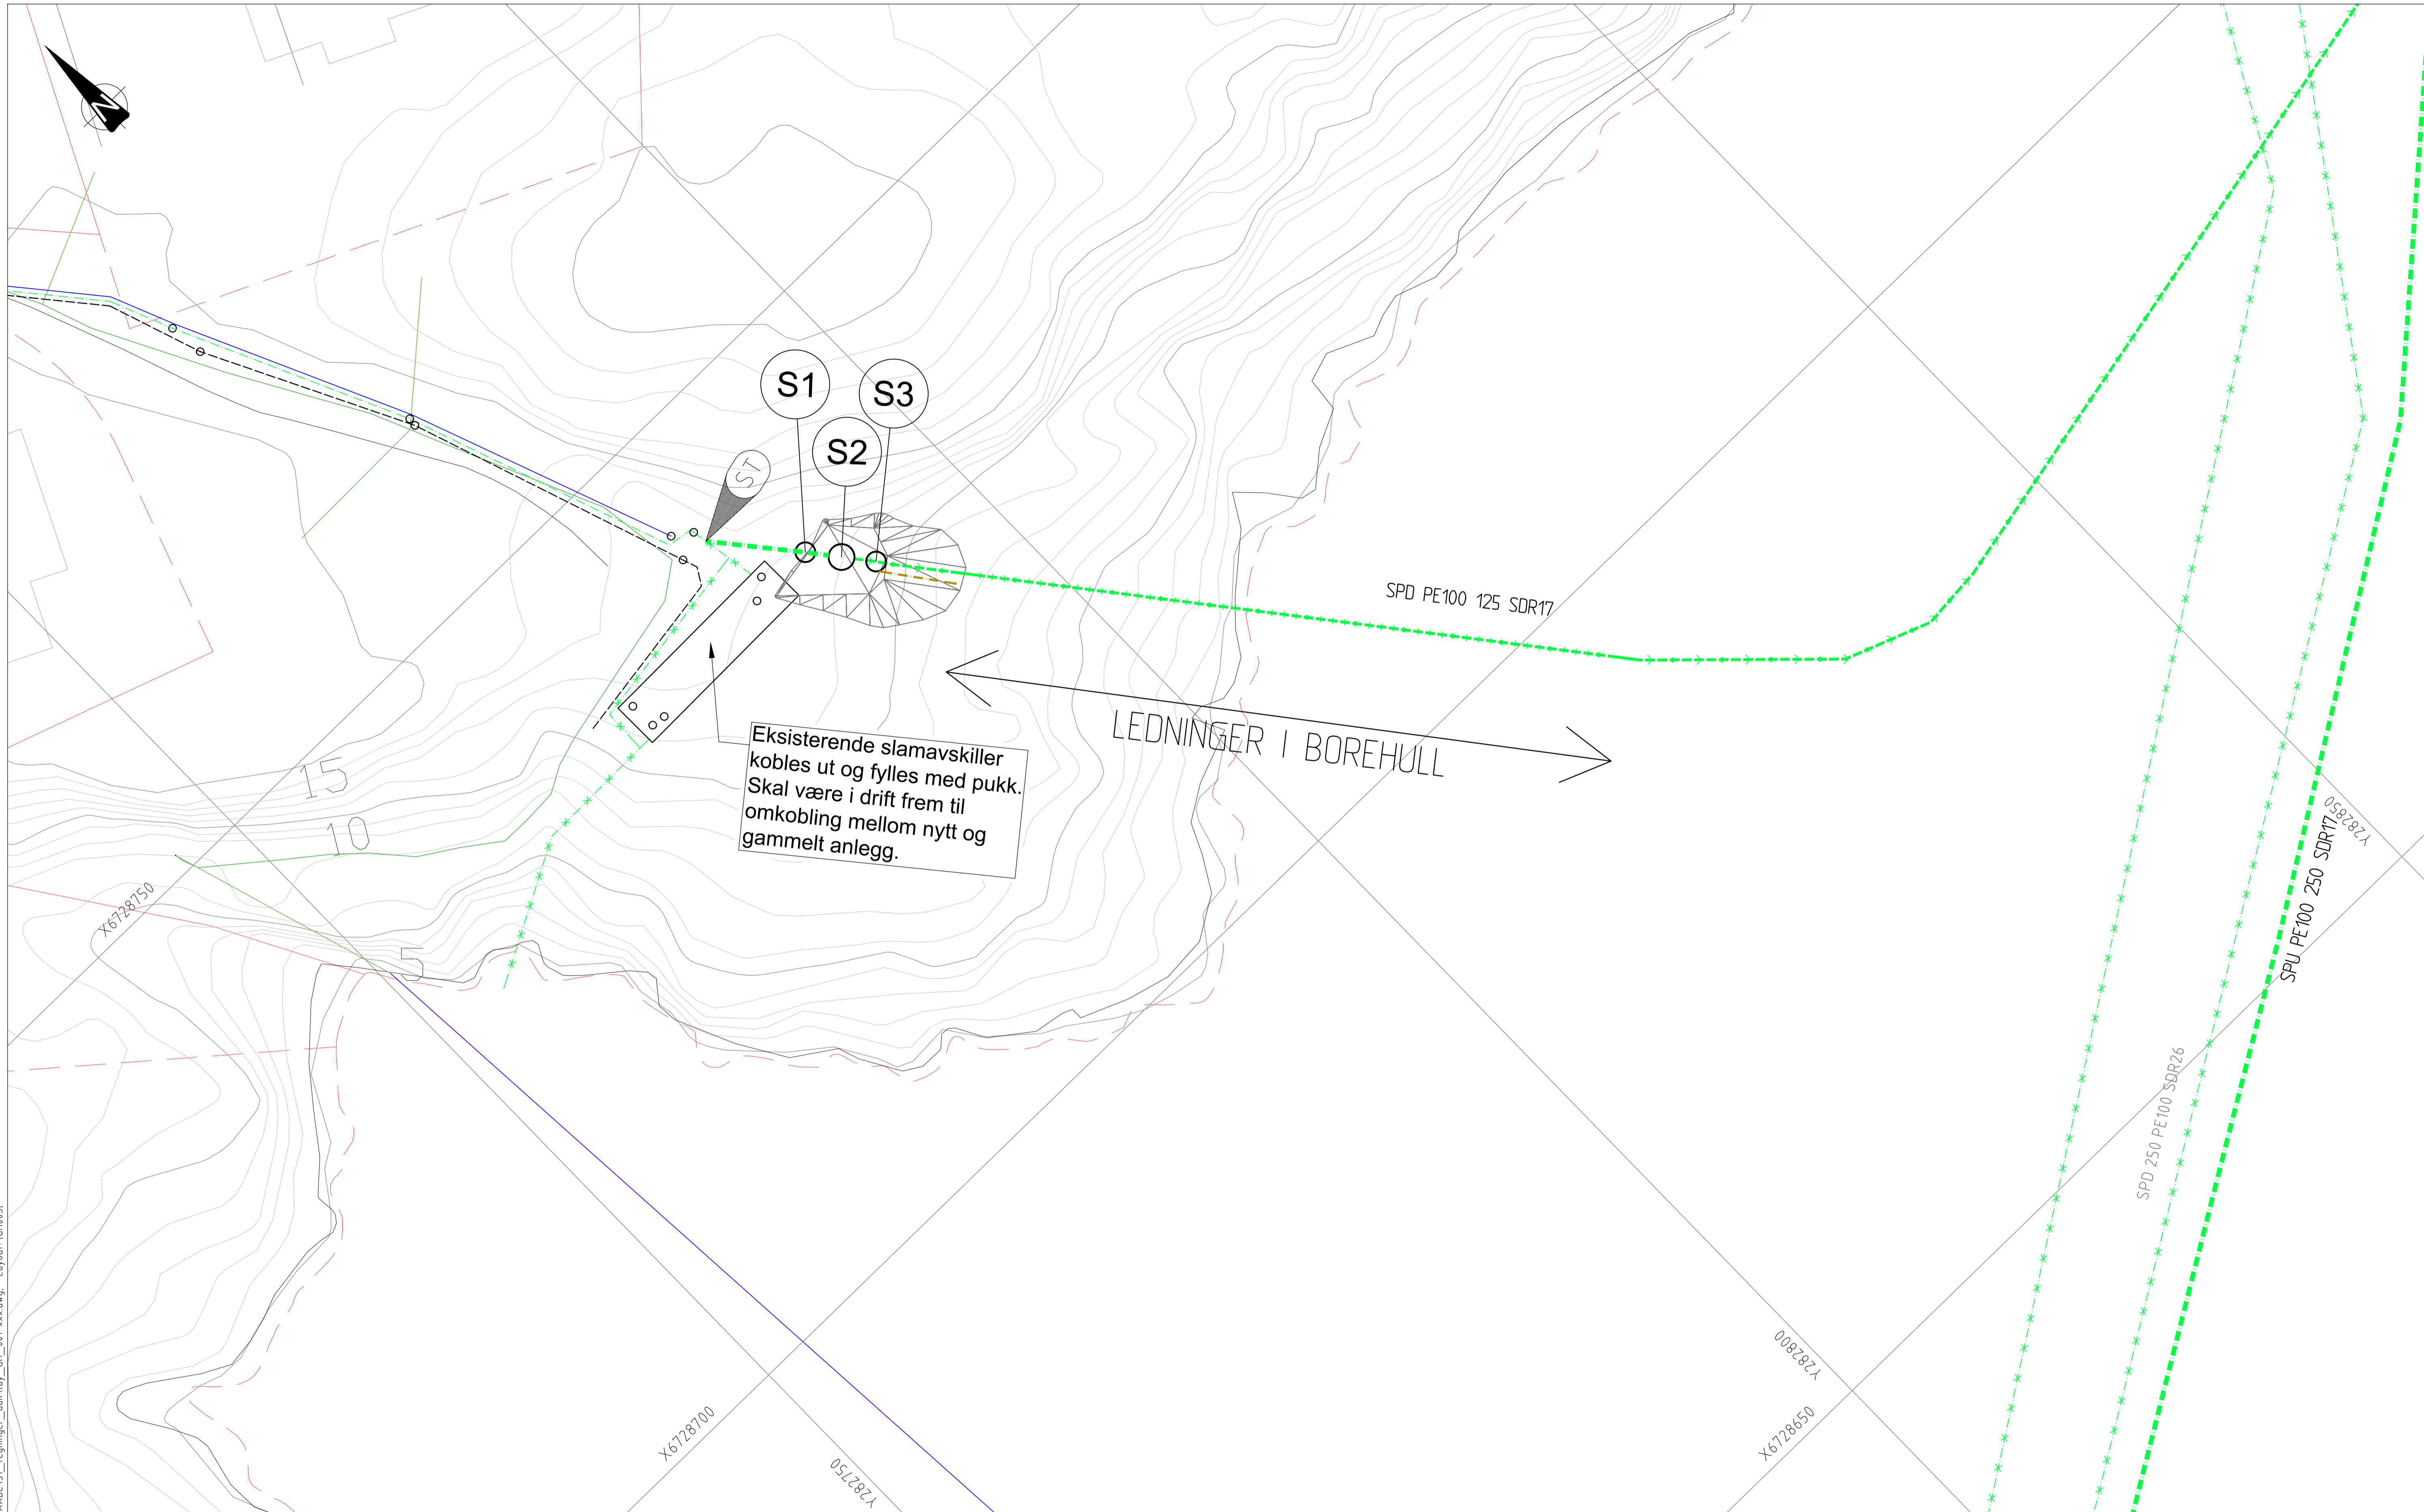 N
S1
S3
S2
ST
SPD PE100 125 SDR17
LEDNINGER I BOREHULL
Eksisterende slamavskiller
kobles ut og fylles med pukk.
Skal være i drift frem til
omkobling mellom nytt og
gammelt anlegg.
15
10
5
X6728750
X6728700
Y282750
X6728650
Y282800
Y282850
SPU PE100 250 SDR17
SPD 250 PE100 SDR26